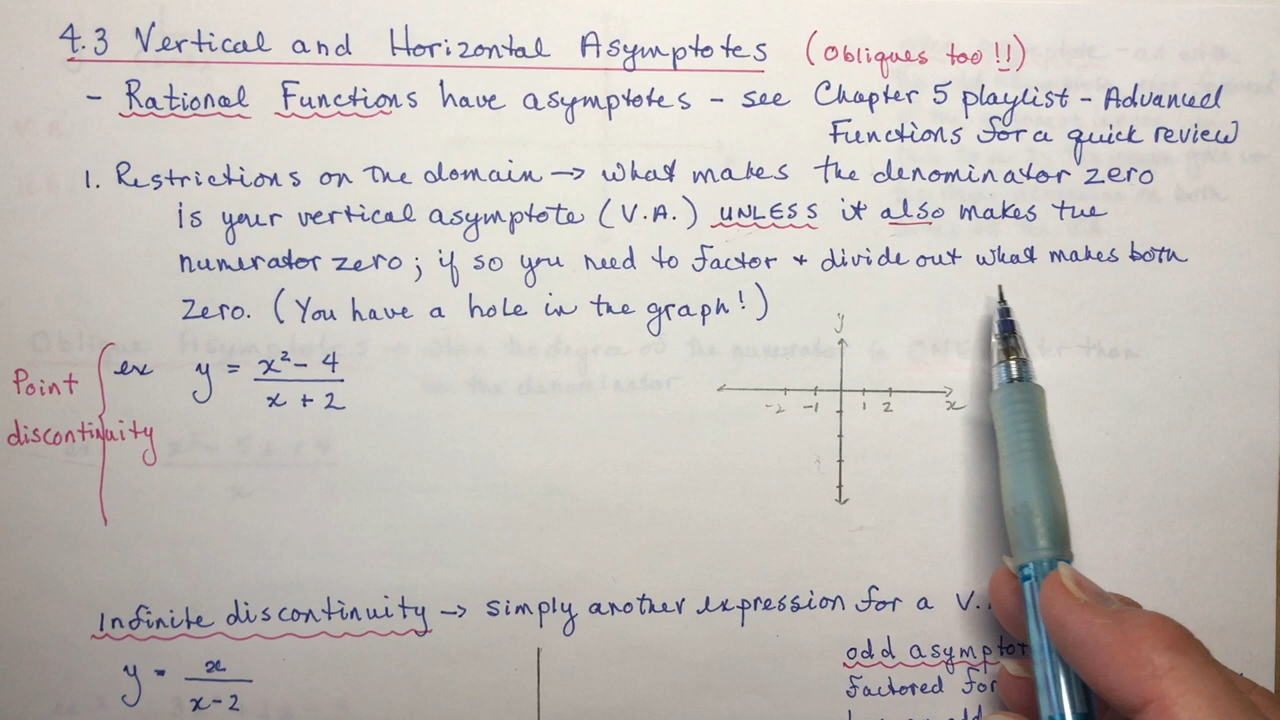 4.3 Vertical and Horizontal Asymptotes (Obliques too!!)
- Rational Functions have asymptotes - see Chapter 5 playlist - Advanced
Functions for a quick review
1. Restrictions on the domain → what makes the denominator zero
is your vertical asymptote (V.A.) UNLESS it also makes the
numerator zero; if so you need to factor + divide out what makes both
zero. (You have a hole in the graph!)
Point
discontinuity
ex y = x² - 4 / x + 2
y
-2 -1 1 2 x
Infinite discontinuity → simply another expression for a V.
y = x / x-2
odd asympto
factored for